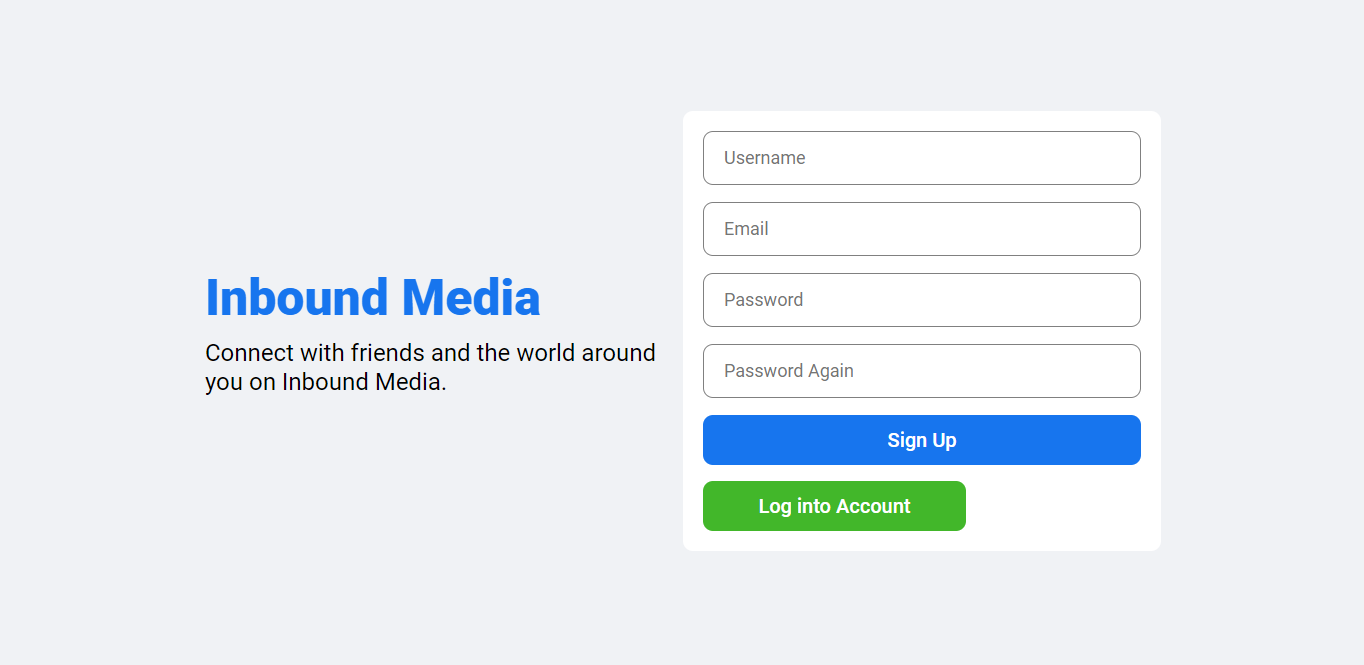 Inbound Media
Connect with friends and the world around
you on Inbound Media.
Username
Email
Password
Password Again
Sign Up
Log into Account